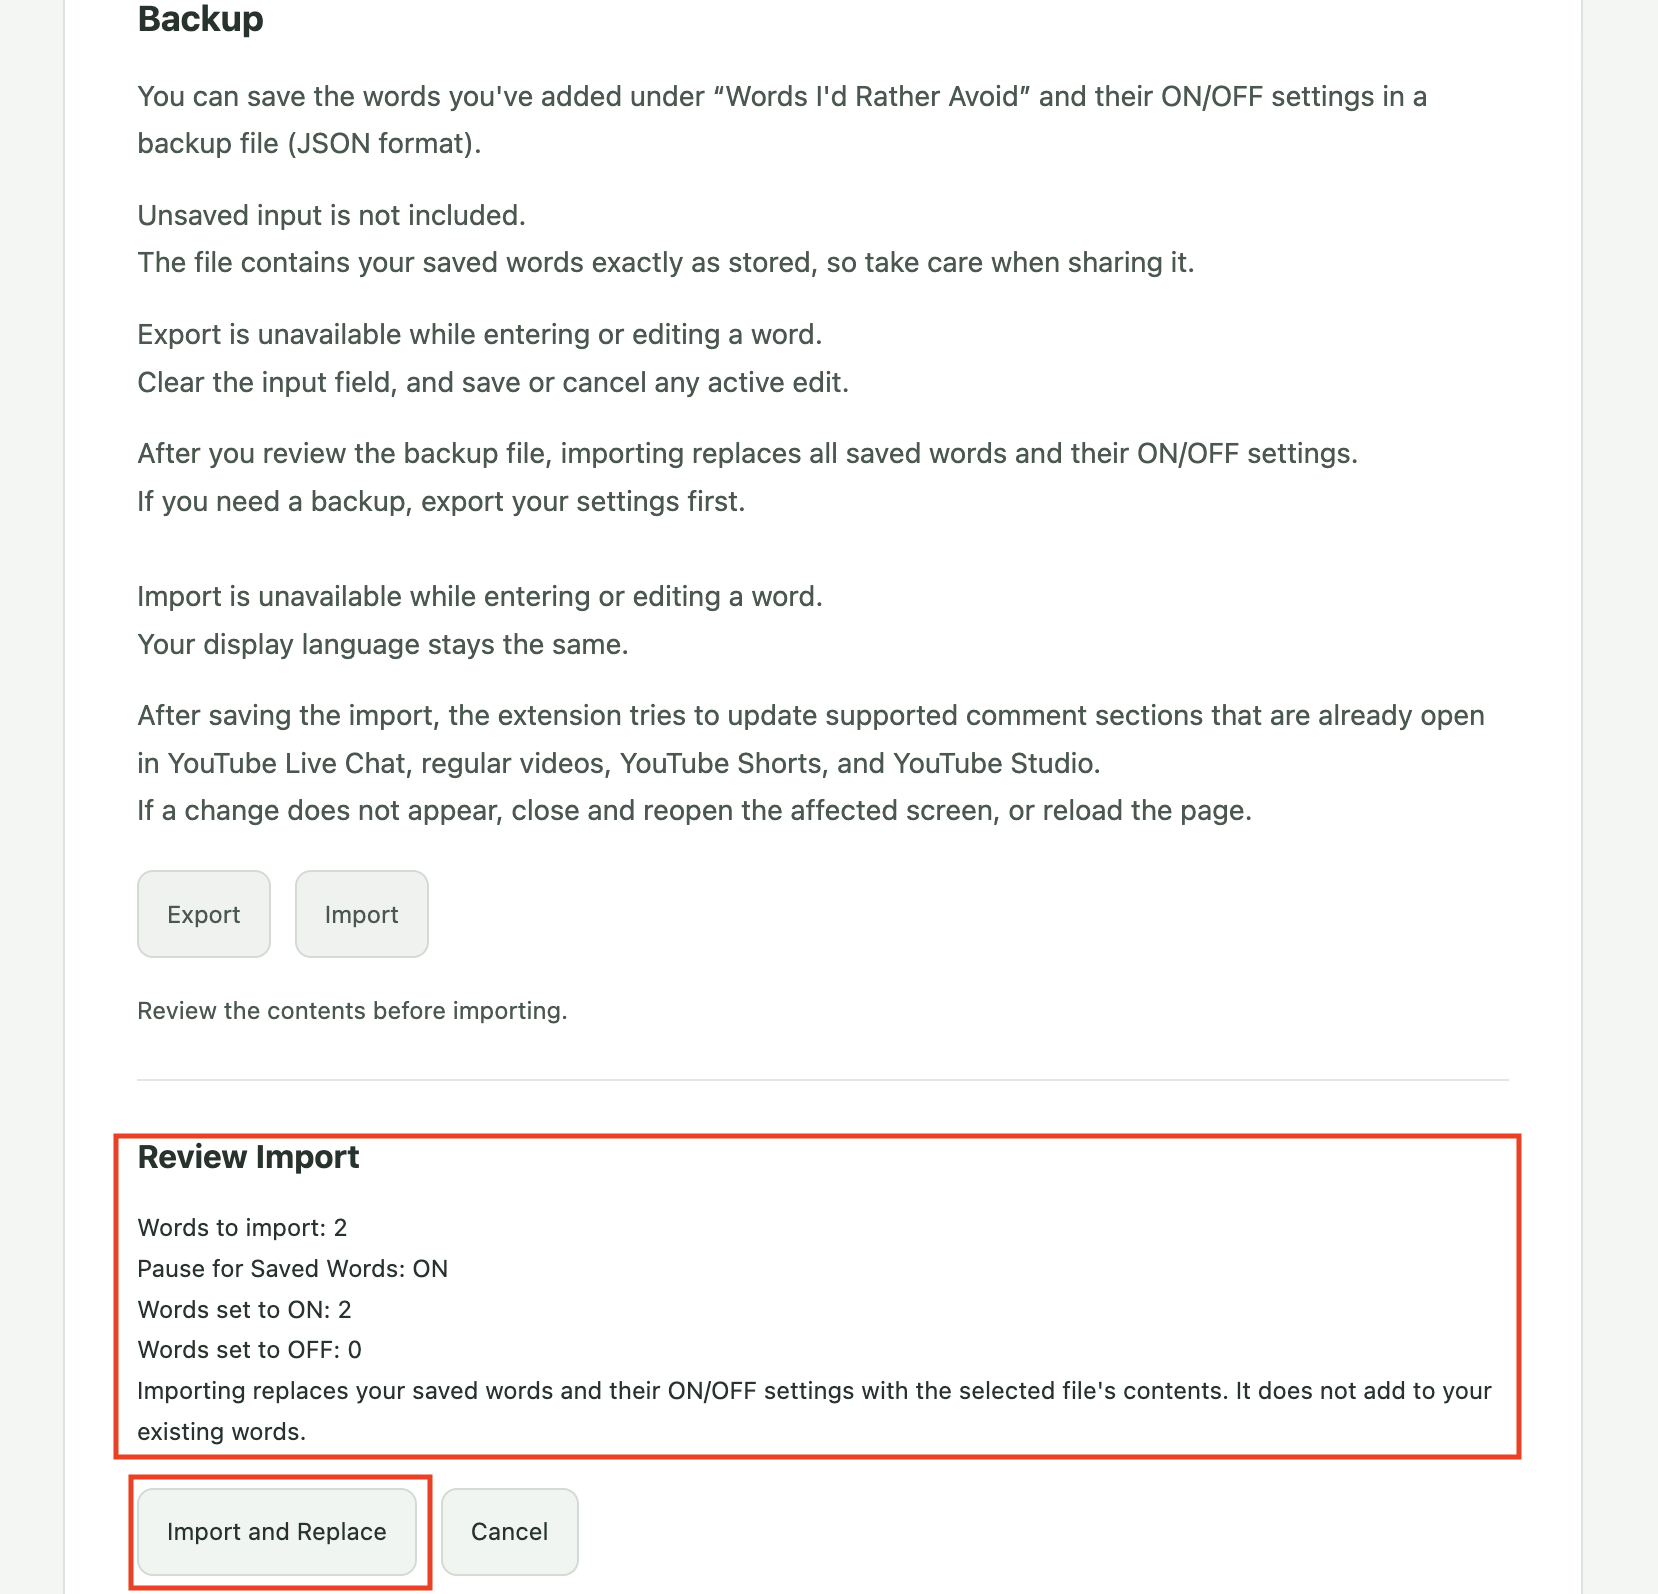 Backup
You can save the words you've added under “Words I'd Rather Avoid” and their ON/OFF settings in a
backup file (JSON format).
Unsaved input is not included.
The file contains your saved words exactly as stored, so take care when sharing it.
Export is unavailable while entering or editing a word.
Clear the input field, and save or cancel any active edit.
After you review the backup file, importing replaces all saved words and their ON/OFF settings.
If you need a backup, export your settings first.
Import is unavailable while entering or editing a word.
Your display language stays the same.
After saving the import, the extension tries to update supported comment sections that are already open
in YouTube Live Chat, regular videos, YouTube Shorts, and YouTube Studio.
If a change does not appear, close and reopen the affected screen, or reload the page.
Export Import
Review the contents before importing.
Review Import
Words to import: 2
Pause for Saved Words: ON
Words set to ON: 2
Words set to OFF: 0
Importing replaces your saved words and their ON/OFF settings with the selected file's contents. It does not add to your
existing words.
Import and Replace Cancel